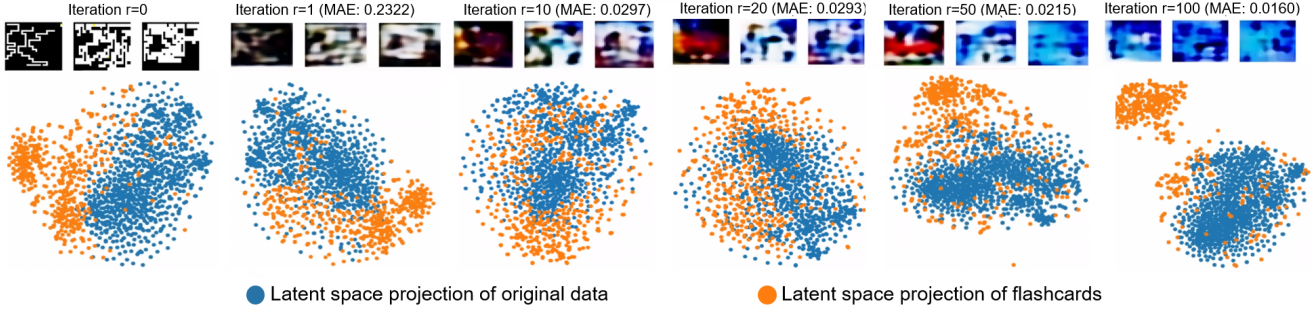 Iteration r=0
Iteration r=1 (MAE: 0.2322)
Iteration r=10 (MAE: 0.0297)
Iteration r=20 (MAE: 0.0293)
Iteration r=50 (MAE: 0.0215)
Iteration r=100 (MAE: 0.0160)
Latent space projection of original data
Latent space projection of flashcards